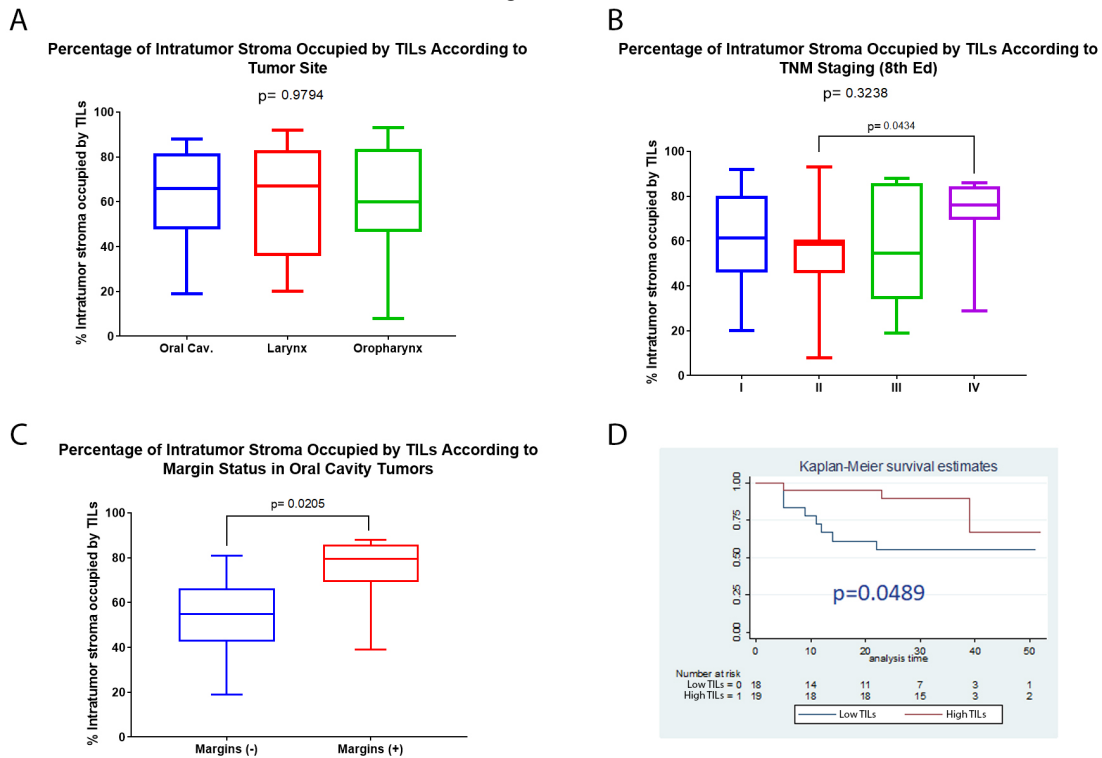 A
Percentage of Intratumor Stroma Occupied by TILs According to
Tumor Site
p= 0.9794
% Intratumor stroma occupied by TILs
100
80
60
40
20
0
Oral Cav.
Larynx
Oropharynx
B
Percentage of Intratumor Stroma Occupied by TILs According to
TNM Staging (8th Ed)
p= 0.3238
p= 0.0434
% Intratumor stroma occupied by TILs
100
80
60
40
20
0
I
II
III
IV
C
Percentage of Intratumor Stroma Occupied by TILs According to
Margin Status in Oral Cavity Tumors
p= 0.0205
% Intratumor stroma occupied by TILs
100
80
60
40
20
0
Margins (-)
Margins (+)
D
Kaplan-Meier survival estimates
1.00
0.75
0.50
0.25
0.00
p=0.0489
0 10 20 30 40 50
analysis time
Number at risk
Low TILs = 0 18 14 11 7 3 1
High TILs = 1 19 18 18 15 3 2
Low TILs High TILs